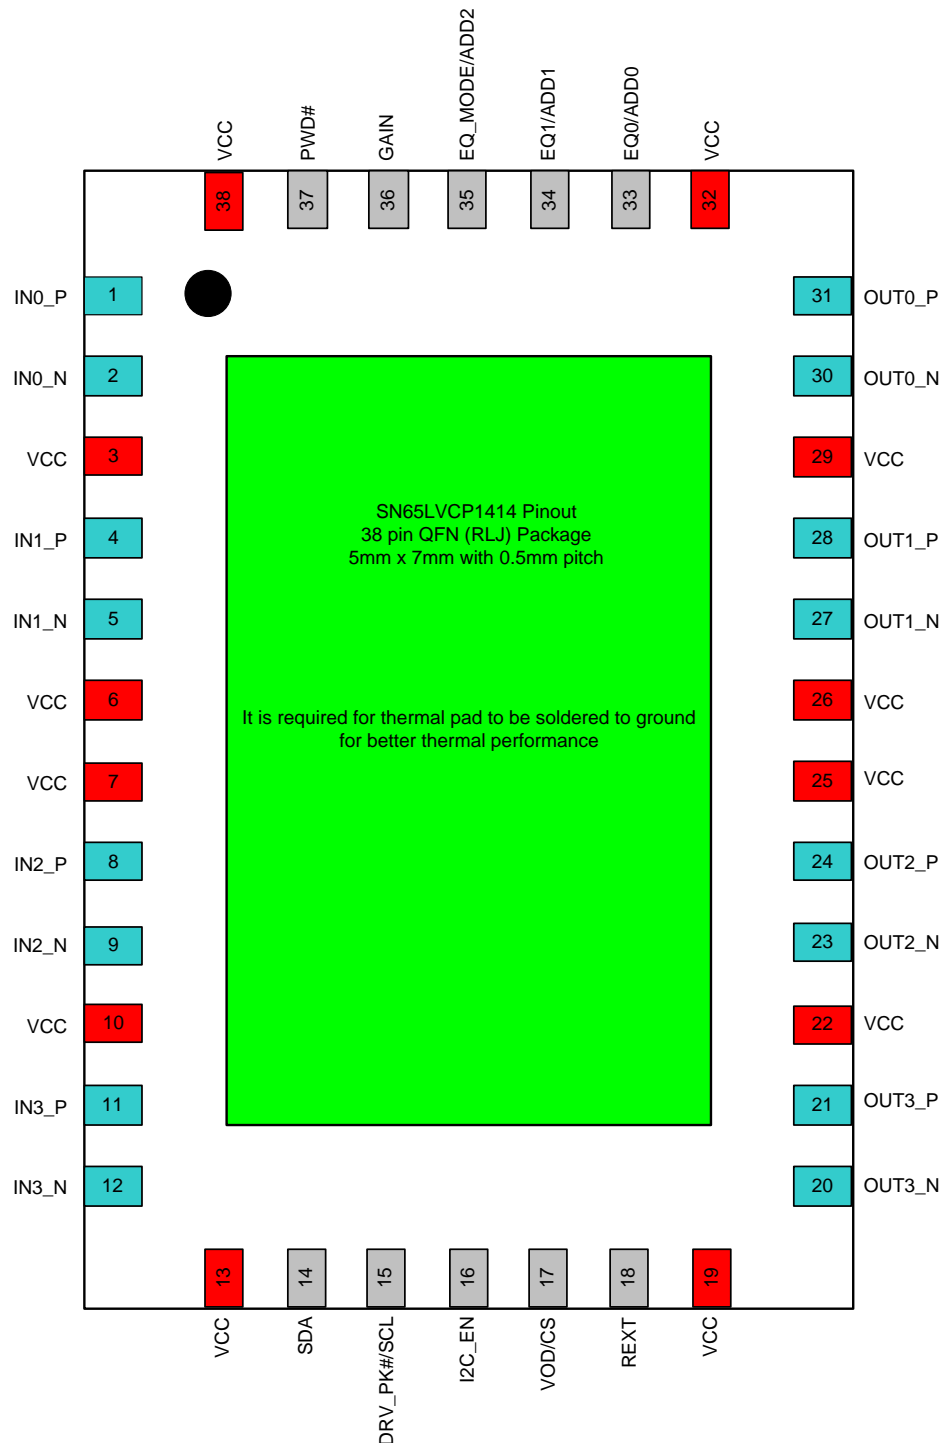 VCC
PWD#
GAIN
EQ_MODE/ADD2
EQ1/ADD1
EQ0/ADD0
VCC
38
37
36
35
34
33
32
IN0_P 1
31 OUT0_P
IN0_N 2
30 OUT0_N
VCC 3
29 VCC
IN1_P 4
28 OUT1_P
IN1_N 5
27 OUT1_N
VCC 6
26 VCC
VCC 7
25 VCC
IN2_P 8
24 OUT2_P
IN2_N 9
23 OUT2_N
VCC 10
22 VCC
IN3_P 11
21 OUT3_P
IN3_N 12
20 OUT3_N
SN65LVCP1414 Pinout
38 pin QFN (RLJ) Package
5mm x 7mm with 0.5mm pitch
It is required for thermal pad to be soldered to ground
for better thermal performance
13
14
15
16
17
18
19
VCC
SDA
DRV_PK#/SCL
I2C_EN
VOD/CS
REXT
VCC